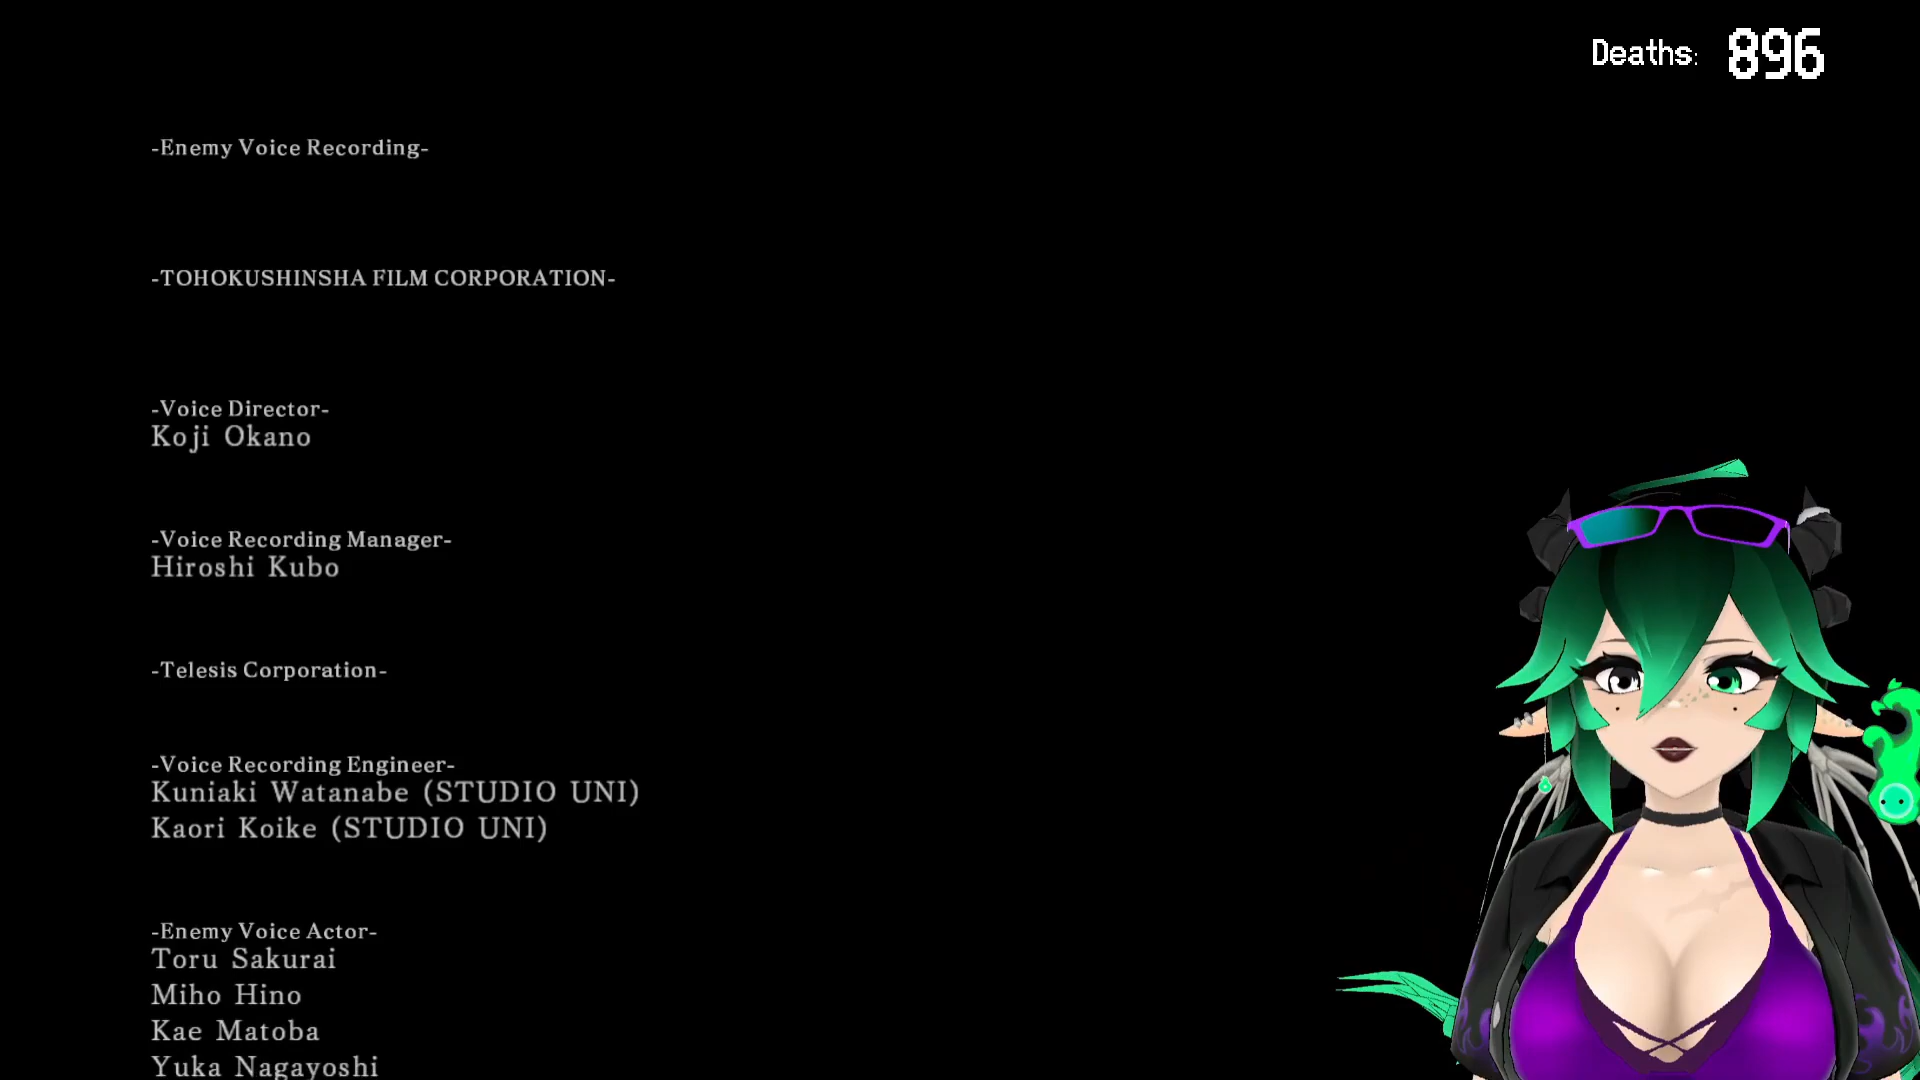 Deaths: 896
-Enemy Voice Recording-
-TOHOKUSHINSHA FILM CORPORATION-
-Voice Director-
Koji Okano
-Voice Recording Manager-
Hiroshi Kubo
-Telesis Corporation-
-Voice Recording Engineer-
Kuniaki Watanabe (STUDIO UNI)
Kaori Koike (STUDIO UNI)
-Enemy Voice Actor-
Toru Sakurai
Miho Hino
Kae Matoba
Yuka Nagayoshi